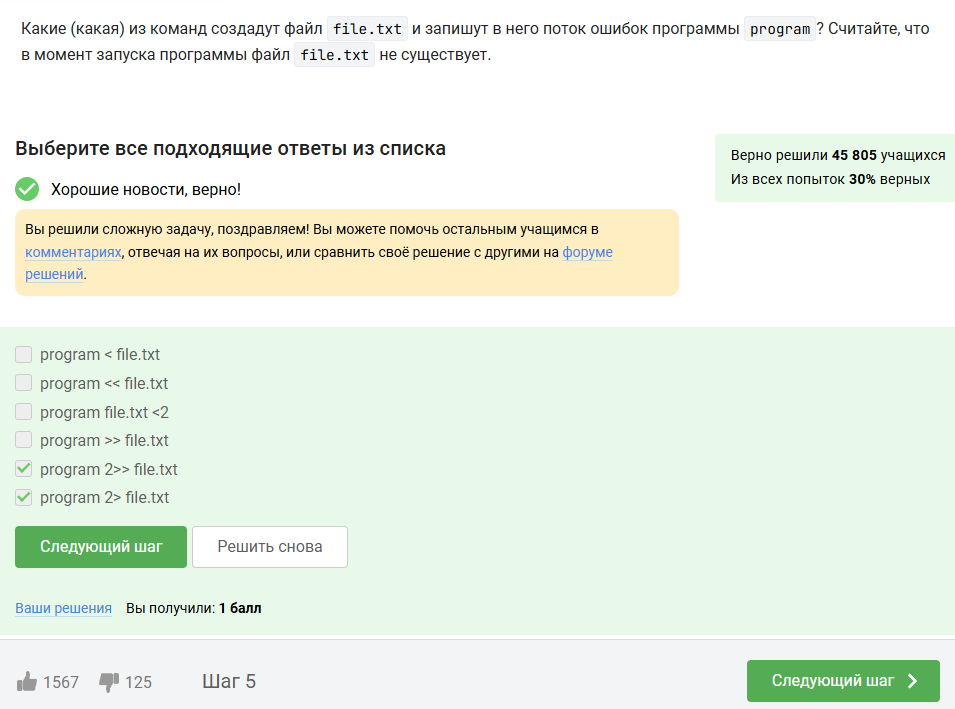 Какие (какая) из команд создадут файл file.txt и запишут в него поток ошибок программы program? Считайте, что
в момент запуска программы файл file.txt не существует.
Выберите все подходящие ответы из списка
Верно решили 45 805 учащихся
Из всех попыток 30% верных
Хорошие новости, верно!
Вы решили сложную задачу, поздравляем! Вы можете помочь остальным учащимся в
комментариях, отвечая на их вопросы, или сравнить своё решение с другими на форуме
решений.
program < file.txt
program << file.txt
program file.txt <2
program >> file.txt
program 2>> file.txt
program 2> file.txt
Следующий шаг
Решить снова
Ваши решения Вы получили: 1 балл
1567 125 Шаг 5 Следующий шаг